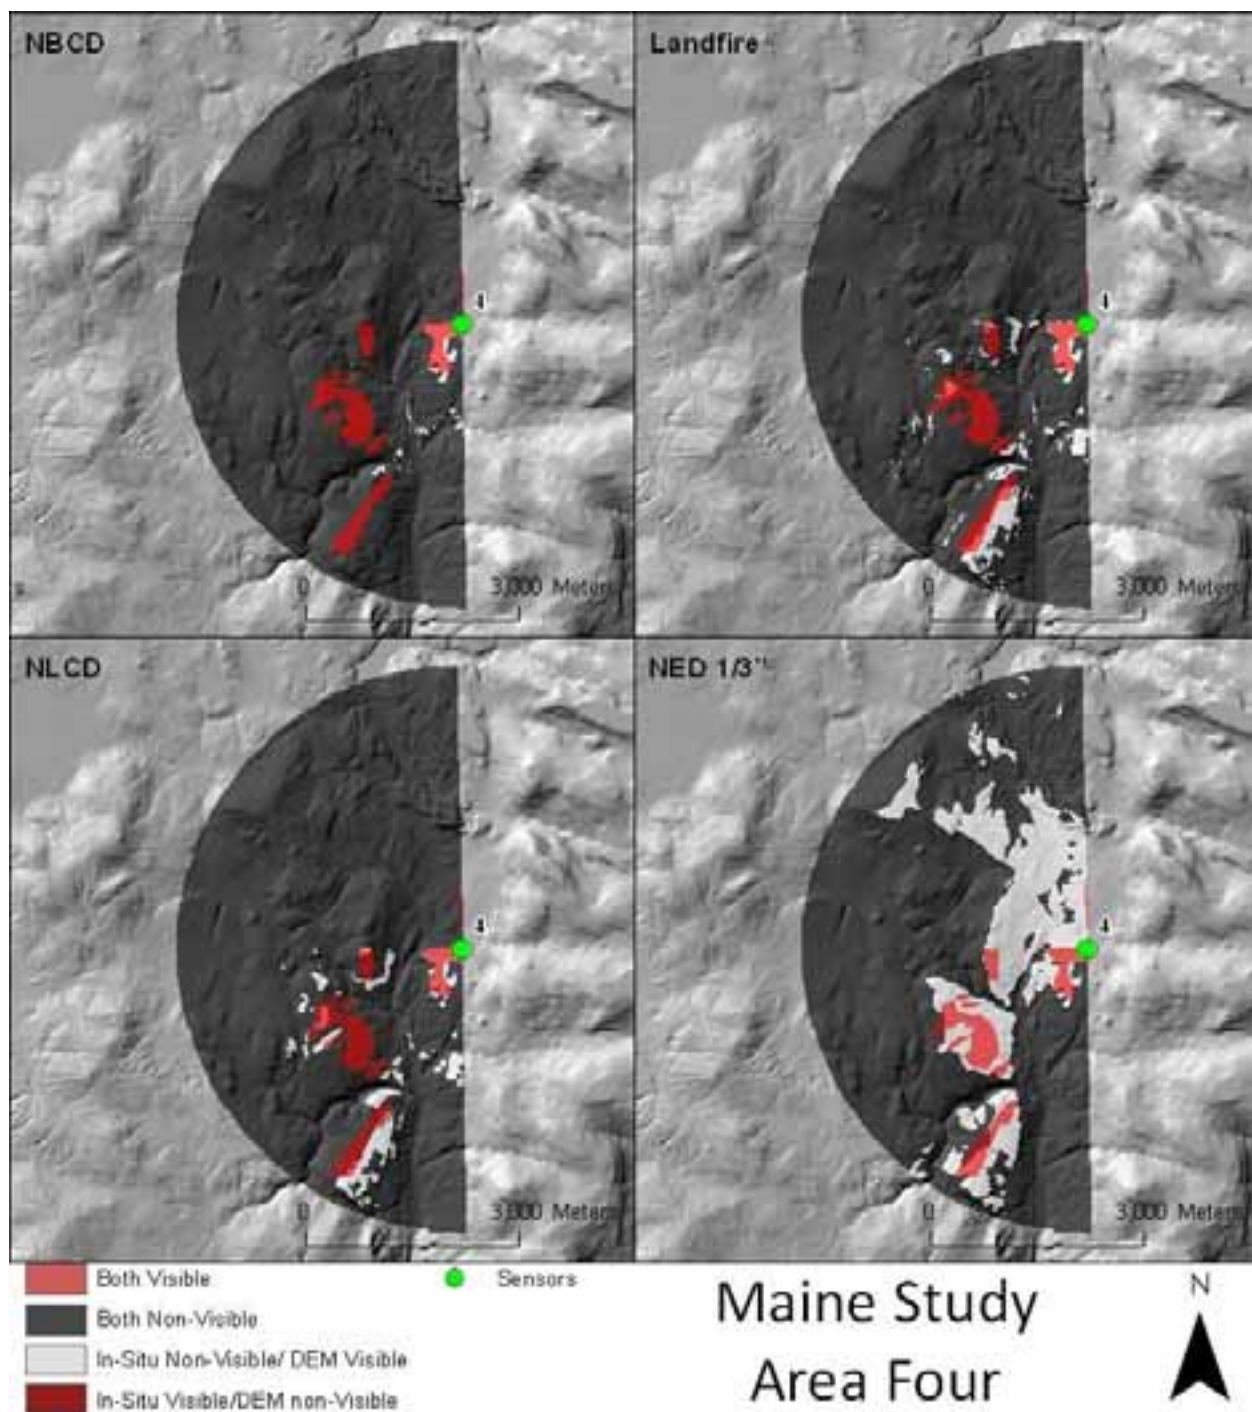 NBCD
Landfire
4
4
s
0 3,000 Meters
0 3,000 Meters
NLCD
NED 1/3"
4
4
0 3,000 Meters
0 3,000 Meters
Both Visible
Sensors
Both Non-Visible
In-Situ Non-Visible/ DEM Visible
In-Situ Visible/DEM non-Visible
Maine Study
Area Four
N